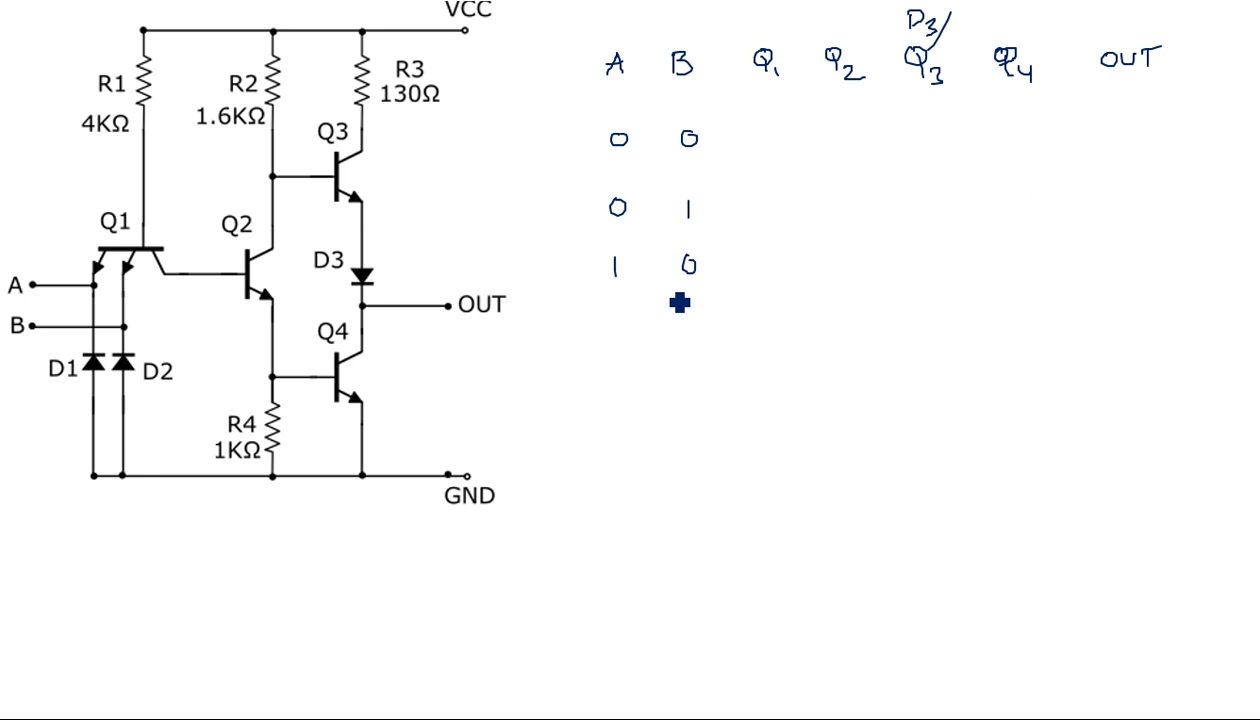 VCC
R1
4KΩ
R2
1.6KΩ
R3
130Ω
Q3
Q1
Q2
D3
A
B
OUT
Q4
D1
D2
R4
1KΩ
GND
D3/
A B Q1 Q2 Q3 Q4 OUT
0 0
0 1
1 0